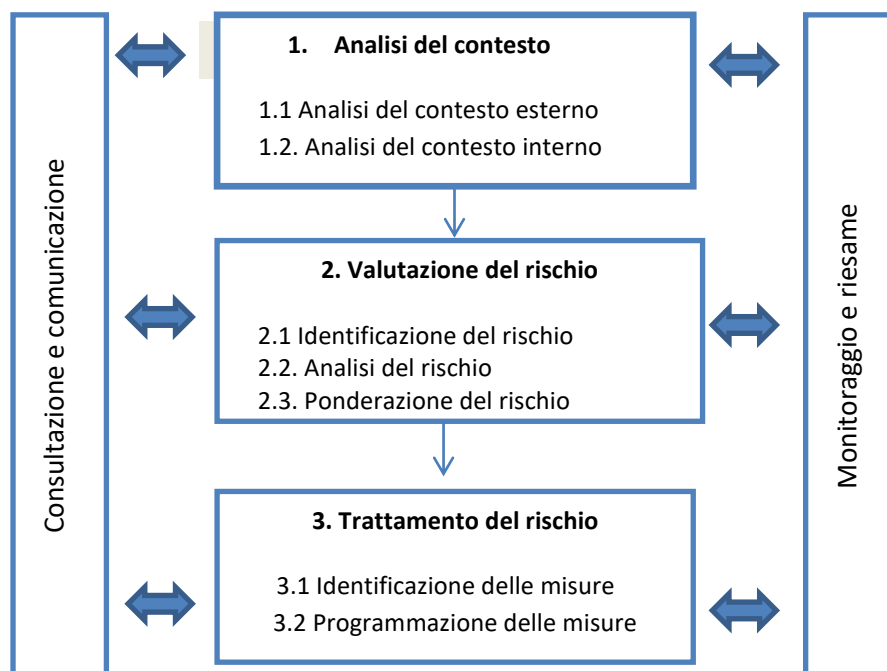 Consultazione e comunicazione
1. Analisi del contesto
1.1 Analisi del contesto esterno
1.2. Analisi del contesto interno
2. Valutazione del rischio
2.1 Identificazione del rischio
2.2. Analisi del rischio
2.3. Ponderazione del rischio
3. Trattamento del rischio
3.1 Identificazione delle misure
3.2 Programmazione delle misure
Monitoraggio e riesame